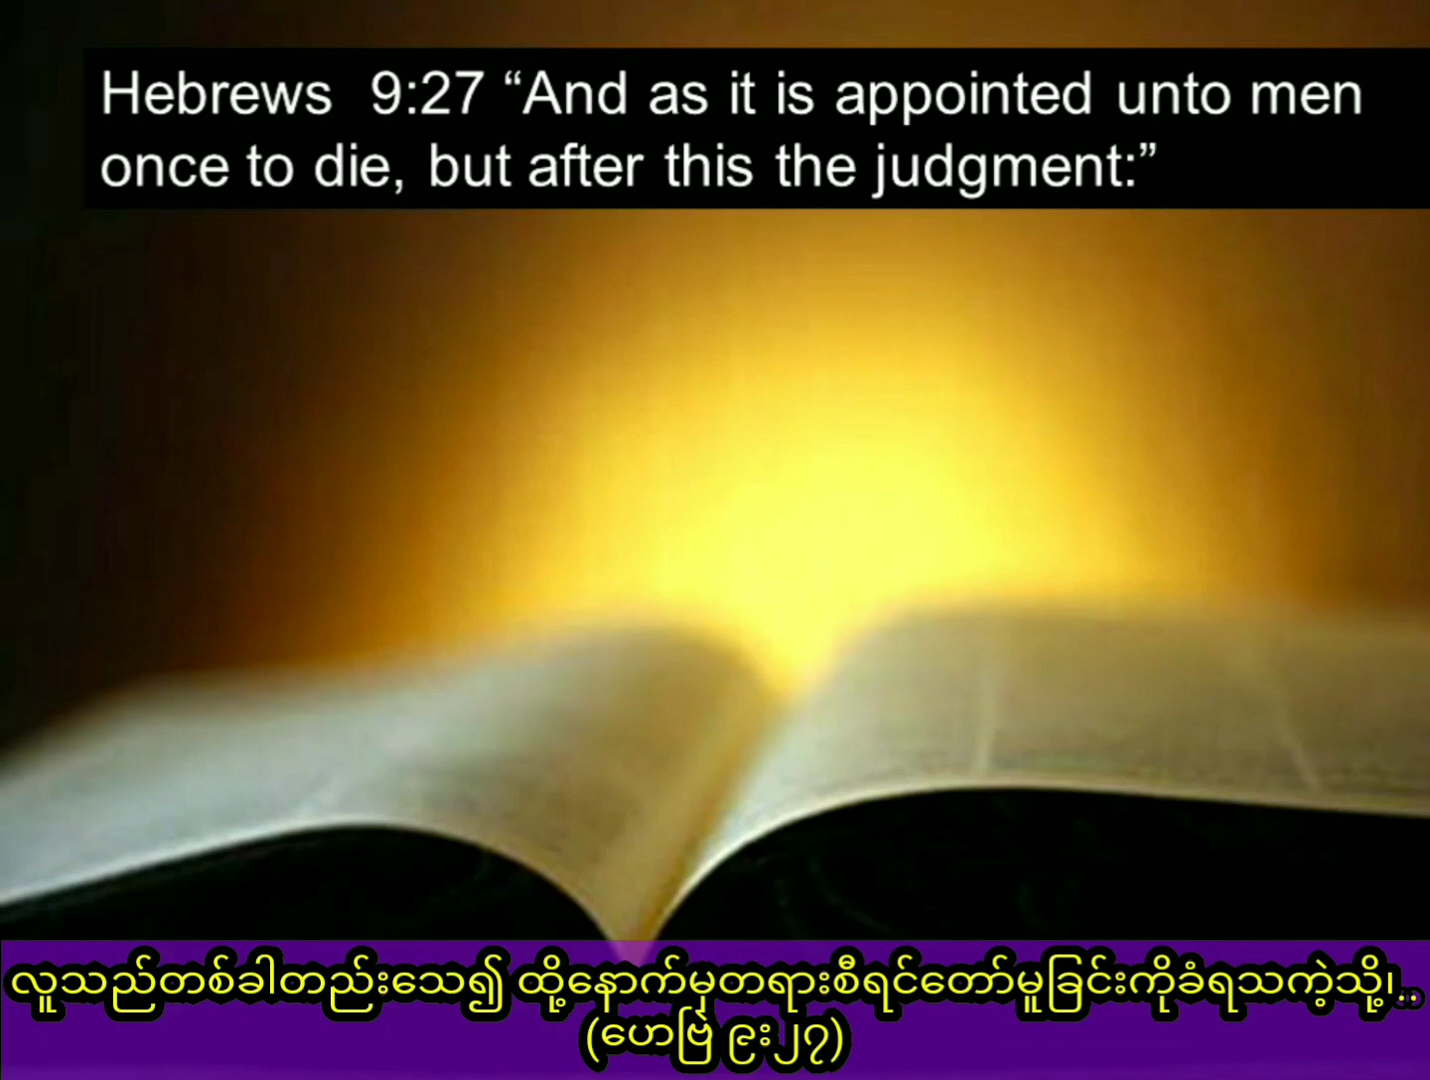 Hebrews 9:27 “And as it is appointed unto men
once to die, but after this the judgment:”
လူသည်တစ်ခါတည်းသေ၍ ထို့နောက်မှတရားစီရင်တော်မူခြင်းကိုခံရသကဲ့သို့၊..
(ဟေဗြဲ ၉း၂၇)